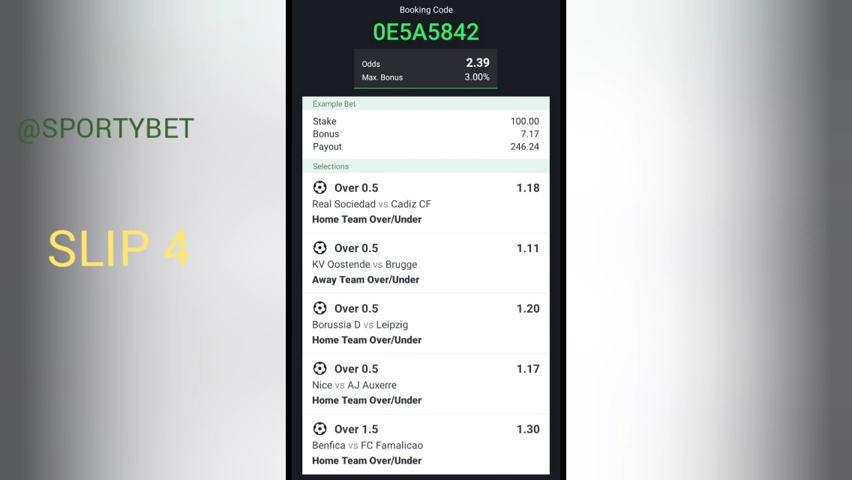 Booking Code
0E5A5842
Odds 2.39
Max. Bonus 3.00%
@SPORTYBET
SLIP 4
Example Bet
Stake 100.00
Bonus 7.17
Payout 246.24
Selections
Over 0.5 1.18
Real Sociedad vs Cadiz CF
Home Team Over/Under
Over 0.5 1.11
KV Oostende vs Brugge
Away Team Over/Under
Over 0.5 1.20
Borussia D vs Leipzig
Home Team Over/Under
Over 0.5 1.17
Nice vs AJ Auxerre
Home Team Over/Under
Over 1.5 1.30
Benfica vs FC Famalicao
Home Team Over/Under